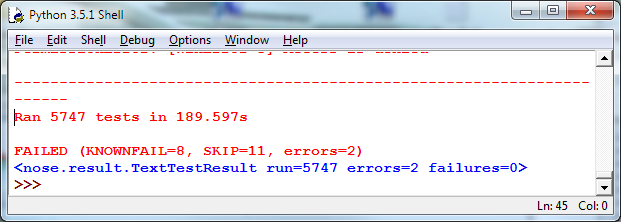 Python 3.5.1 Shell
File Edit Shell Debug Options Window Help
----------------------------------------------------------------
------
Ran 5747 tests in 189.597s
FAILED (KNOWNFAIL=8, SKIP=11, errors=2)
<nose.result.TextTestResult run=5747 errors=2 failures=0>
>>>
Ln: 45 Col: 0